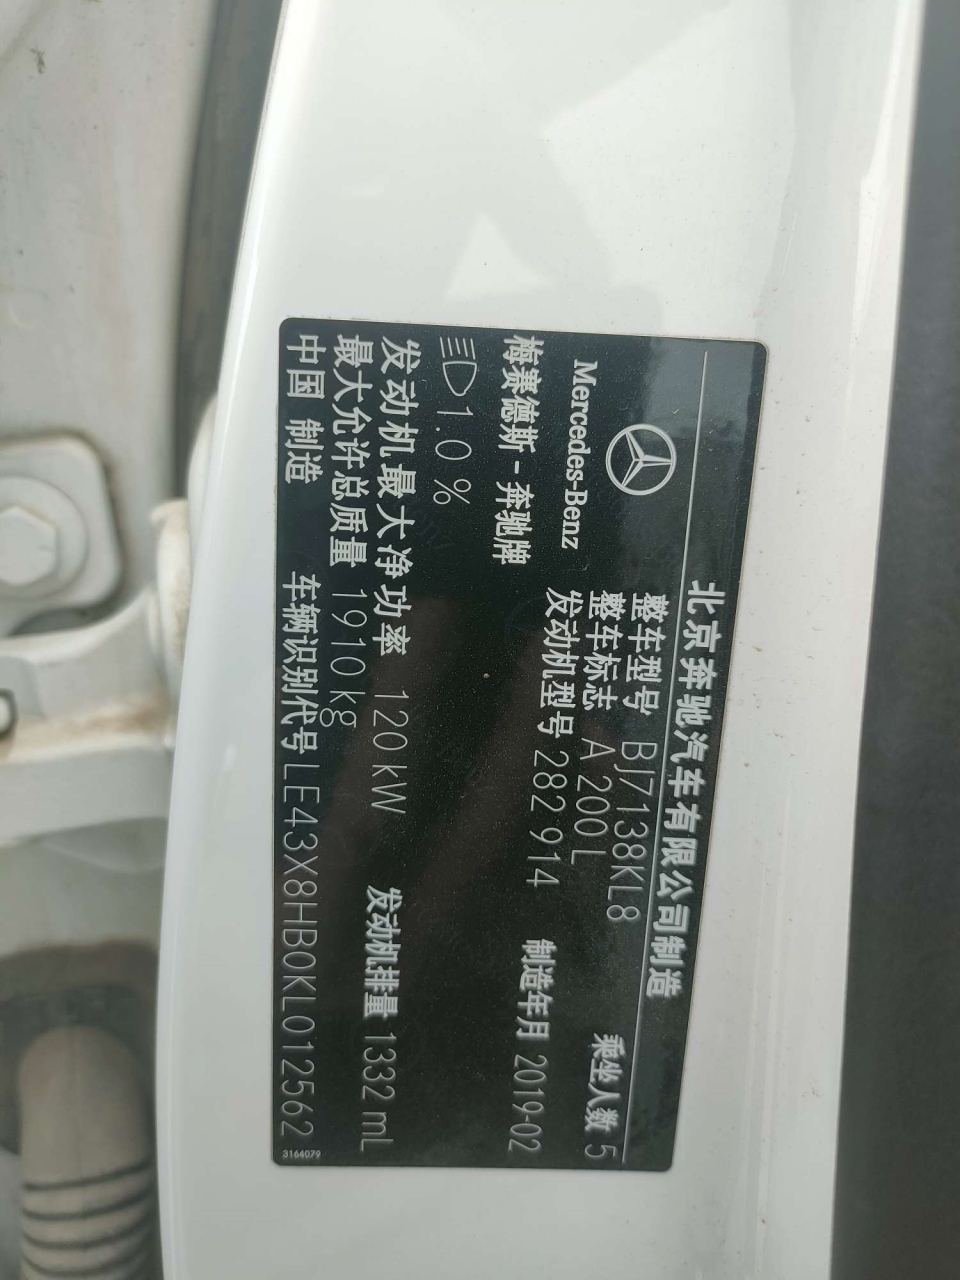 北京奔驰汽车有限公司制造
Mercedes-Benz
梅赛德斯-奔驰牌
整车型号 BJ7138KL8
乘坐人数 5
整车标志 A 200 L
发动机型号 282 914
制造年月 2019-02
1.0 %
发动机最大净功率 120 kW
发动机排量 1332 mL
最大允许总质量 1910 kg
中国 制造
车辆识别代号 LE43X8HB0KL012562
3164079